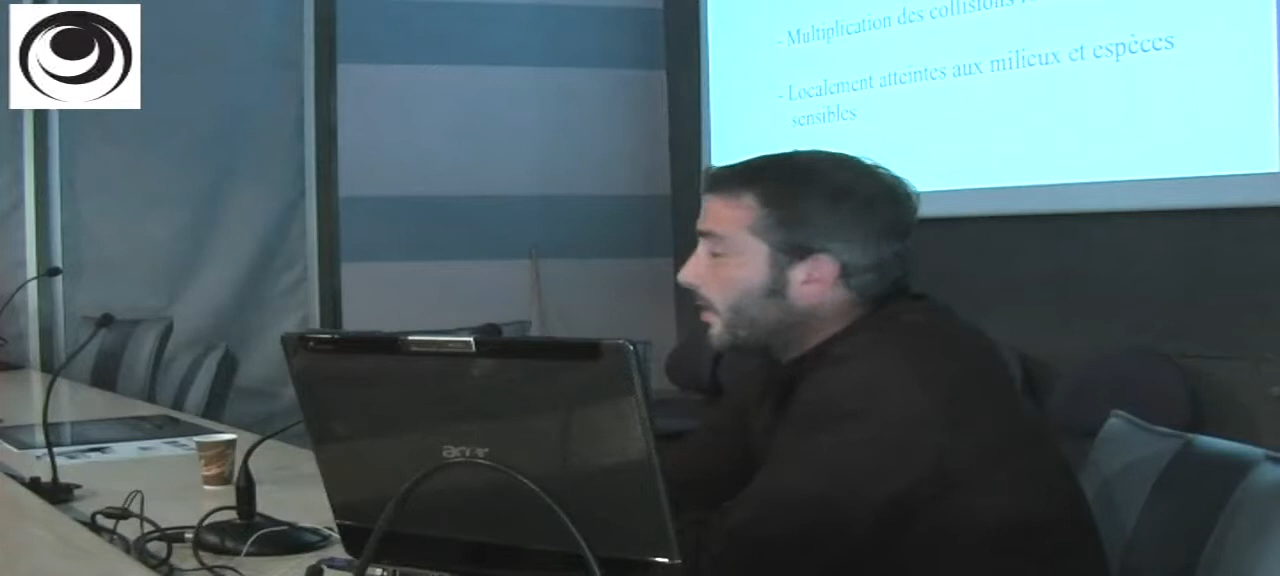 - Multiplication des collisions
- Localement atteintes aux milieux et espèces
sensibles
acer